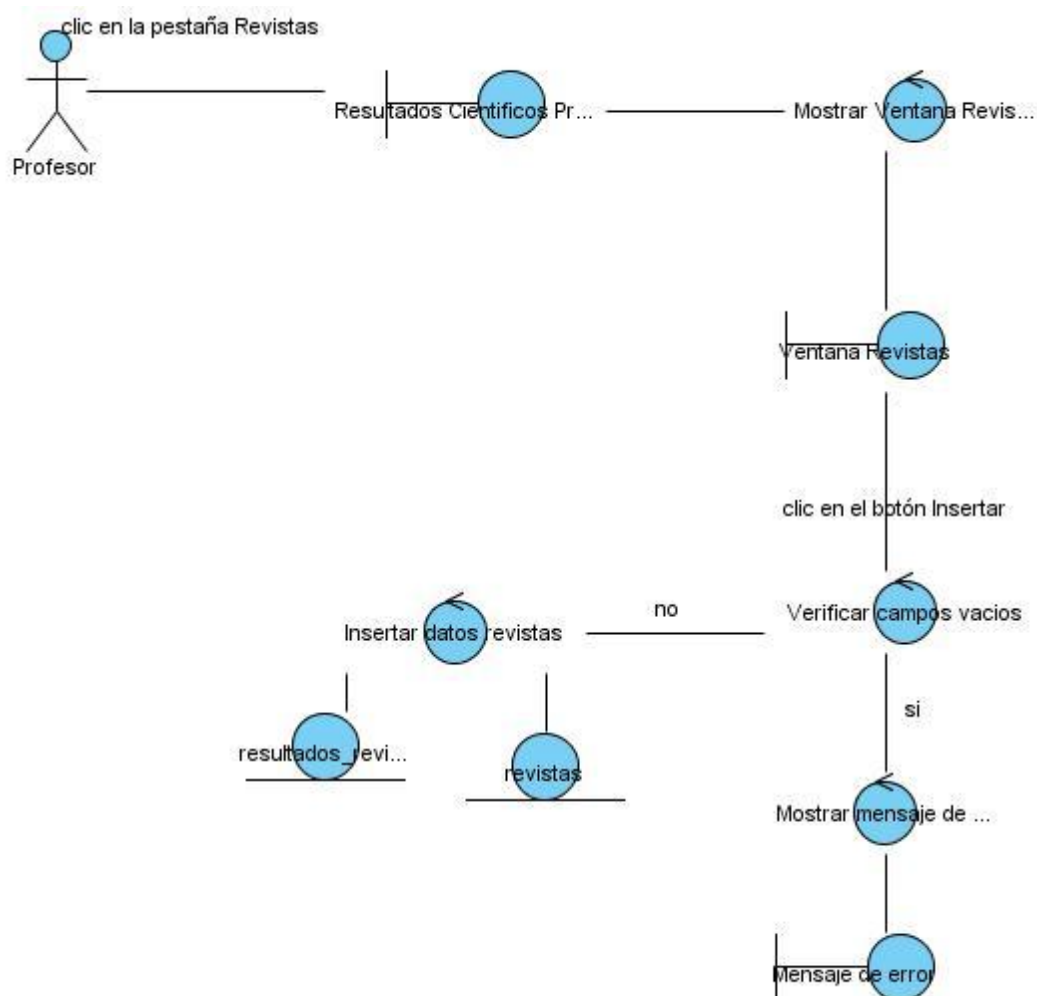 clic en la pestaña Revistas
Profesor
Resultados Cientificos Pr...
Mostrar Ventana Revis...
Ventana Revistas
clic en el botón Insertar
Verificar campos vacios
no
Insertar datos revistas
si
resultados_revi...
revistas
Mostrar mensaje de ...
Mensaje de error